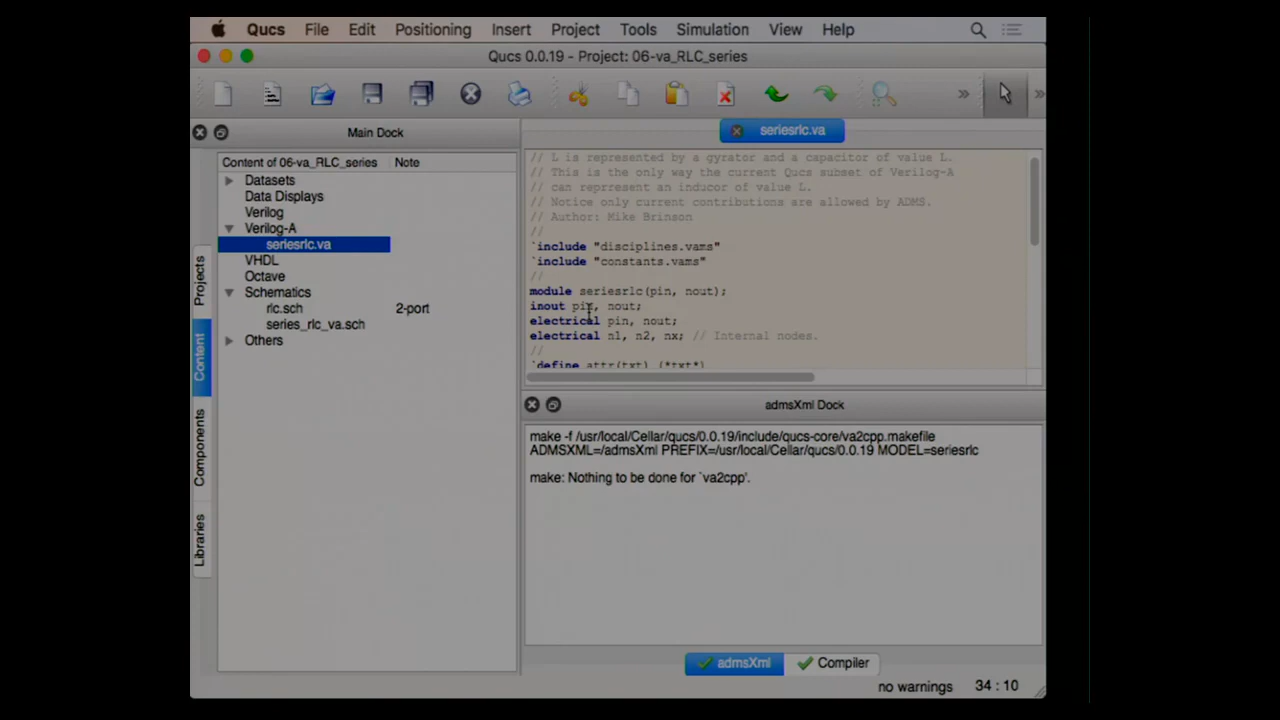 Qucs File Edit Positioning Insert Project Tools Simulation View Help
Qucs 0.0.19 - Project: 06-va_RLC_series
Main Dock
Content of 06-va_RLC_series Note
Datasets
Data Displays
Verilog
Verilog-A
seriesrlc.va
VHDL
Octave
Schematics
rlc.sch 2-port
series_rlc_va.sch
Others
Projects
Content
Components
Libraries
seriesrlc.va
// L is represented by a gyrator and a capacitor of value L.
// This is the only way the current Qucs subset of Verilog-A
// can reprresent an inducor of value L.
// Notice only current contributions are allowed by ADMS.
// Author: Mike Brinson
//
`include "disciplines.vams"
`include "constants.vams"
//
module seriesrlc(pin, nout);
inout pin, nout;
electrical pin, nout;
electrical n1, n2, nx; // Internal nodes.
//
`define attr(txt) (*txt*)
admsXml Dock
make -f /usr/local/Cellar/qucs/0.0.19/include/qucs-core/va2cpp.makefile
ADMSXML=/admsXml PREFIX=/usr/local/Cellar/qucs/0.0.19 MODEL=seriesrlc
make: Nothing to be done for `va2cpp'.
admsXml Compiler
no warnings 34 : 10